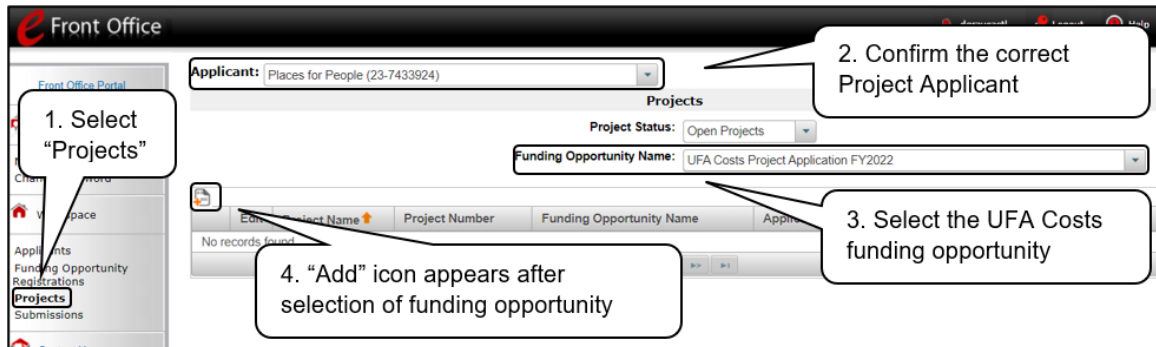 e Front Office
Logout Help
Front Office Portal
1. Select
"Projects"
Workspace
Applicants
Funding Opportunity
Registrations
Projects
Submissions
Applicant: Places for People (23-7433924)
2. Confirm the correct
Project Applicant
Projects
Project Status: Open Projects
Funding Opportunity Name: UFA Costs Project Application FY2022
Edit Project Name Project Number Funding Opportunity Name
No records found
3. Select the UFA Costs
funding opportunity
4. "Add" icon appears after
selection of funding opportunity